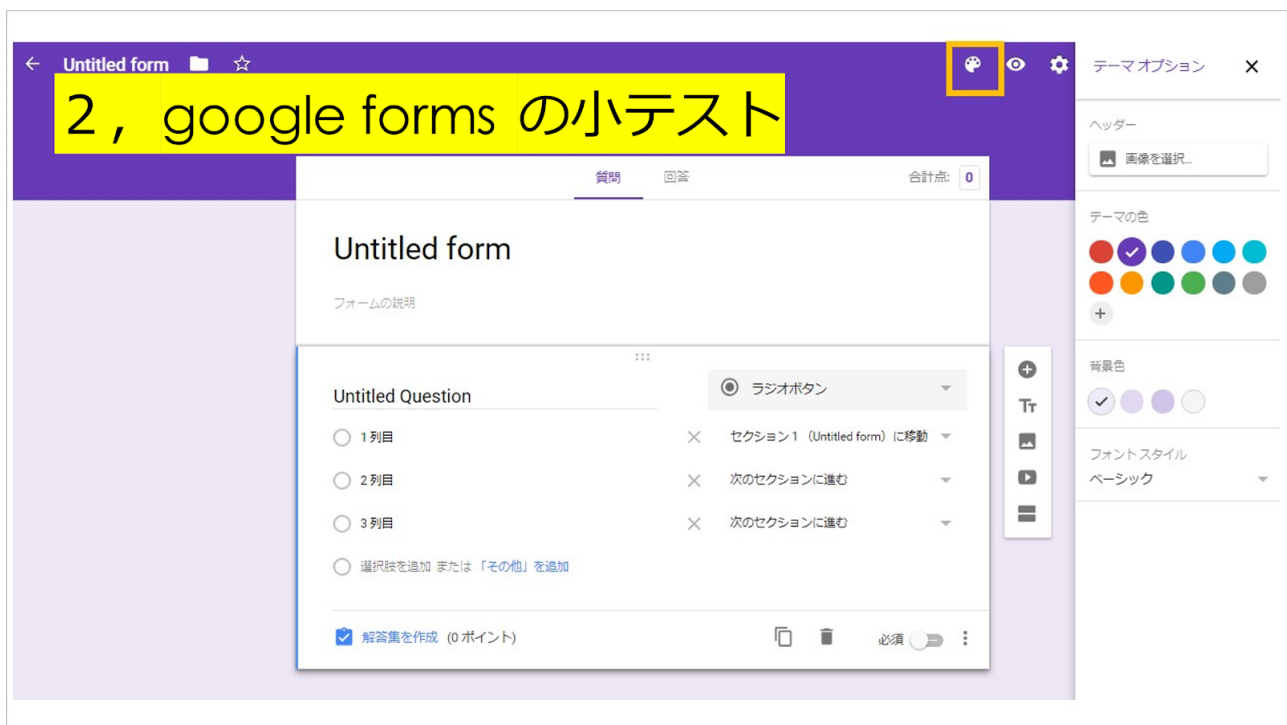 Untitled form
テーマ オプション
2，google forms の小テスト
ヘッダー
画像を選択...
質問
回答
合計点: 0
テーマの色
Untitled form
フォームの説明
背景色
Untitled Question
ラジオボタン
1 列目
セクション 1 （Untitled form）に移動
2 列目
次のセクションに進む
3 列目
次のセクションに進む
選択肢を追加 または 「その他」を追加
Tт
フォント スタイル
ベーシック
解答集を作成 (0 ポイント)
必須